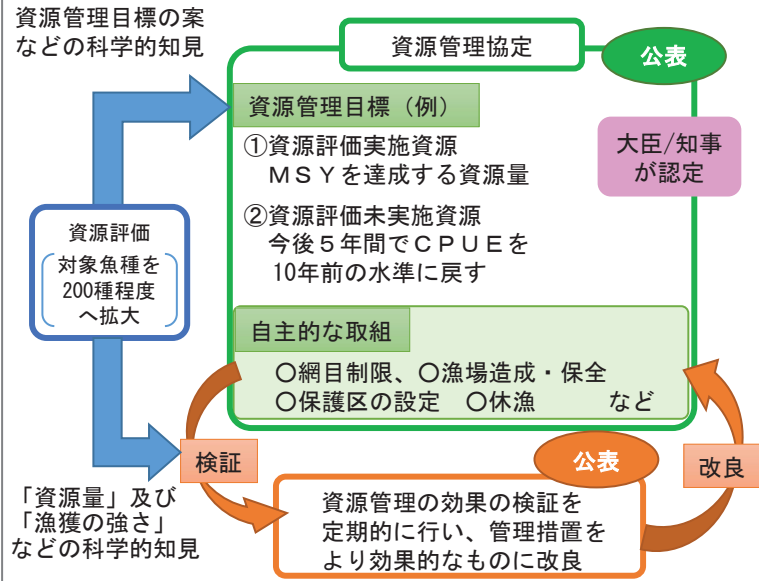 資源管理目標の案
などの科学的知見
資源管理協定
公表
資源管理目標（例）
①資源評価実施資源
ＭＳＹを達成する資源量
②資源評価未実施資源
今後５年間でＣＰＵＥを
10年前の水準に戻す
大臣/知事
が認定
資源評価
対象魚種を
200種程度
へ拡大
自主的な取組
〇網目制限、〇漁場造成・保全
〇保護区の設定　〇休漁　　　など
検証
公表
改良
「資源量」及び
「漁獲の強さ」
などの科学的知見
資源管理の効果の検証を
定期的に行い、管理措置を
より効果的なものに改良